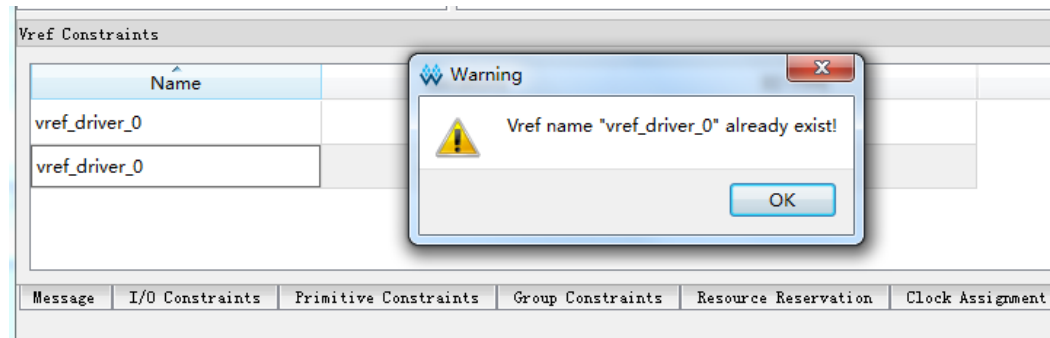 Vref Constraints
Name
Warning
vref_driver_0
Vref name "vref_driver_0" already exist!
vref_driver_0
OK
Message I/O Constraints Primitive Constraints Group Constraints Resource Reservation Clock Assignment